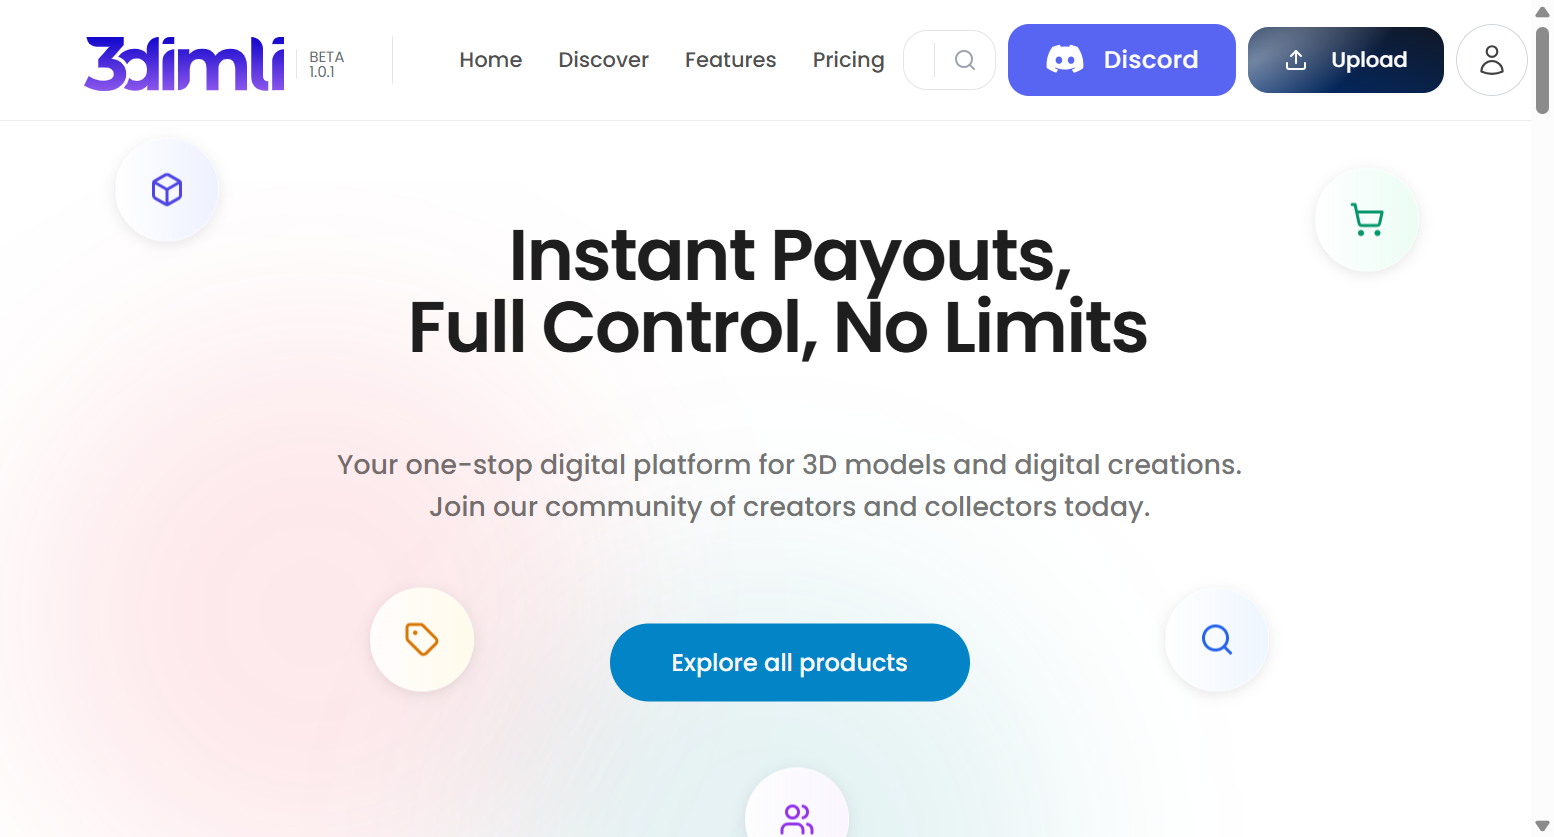 3dimli
BETA
1.0.1
Home
Discover
Features
Pricing
Discord
Upload
Instant Payouts,
Full Control, No Limits
Your one-stop digital platform for 3D models and digital creations.
Join our community of creators and collectors today.
Explore all products